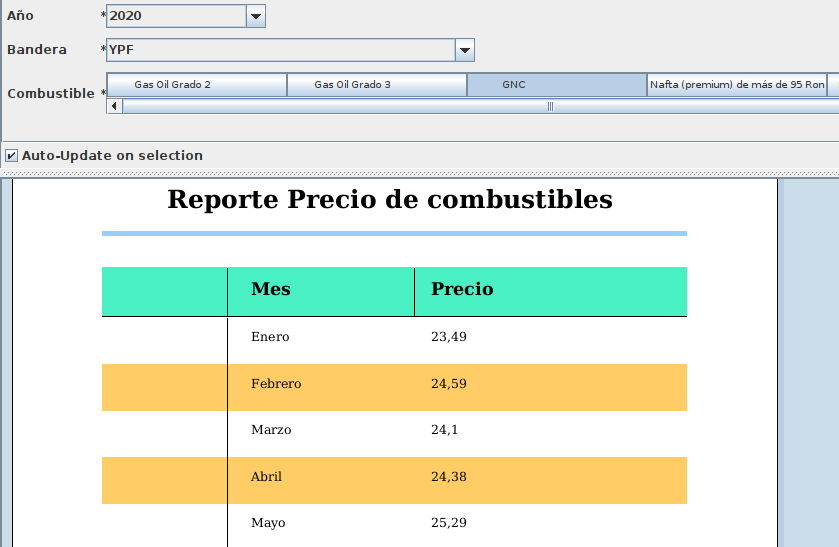 Año * 2020
Bandera * YPF
Combustible * Gas Oil Grado 2 Gas Oil Grado 3 GNC Nafta (premium) de más de 95 Ron
Auto-Update on selection
Reporte Precio de combustibles
Mes Precio
Enero 23,49
Febrero 24,59
Marzo 24,1
Abril 24,38
Mayo 25,29